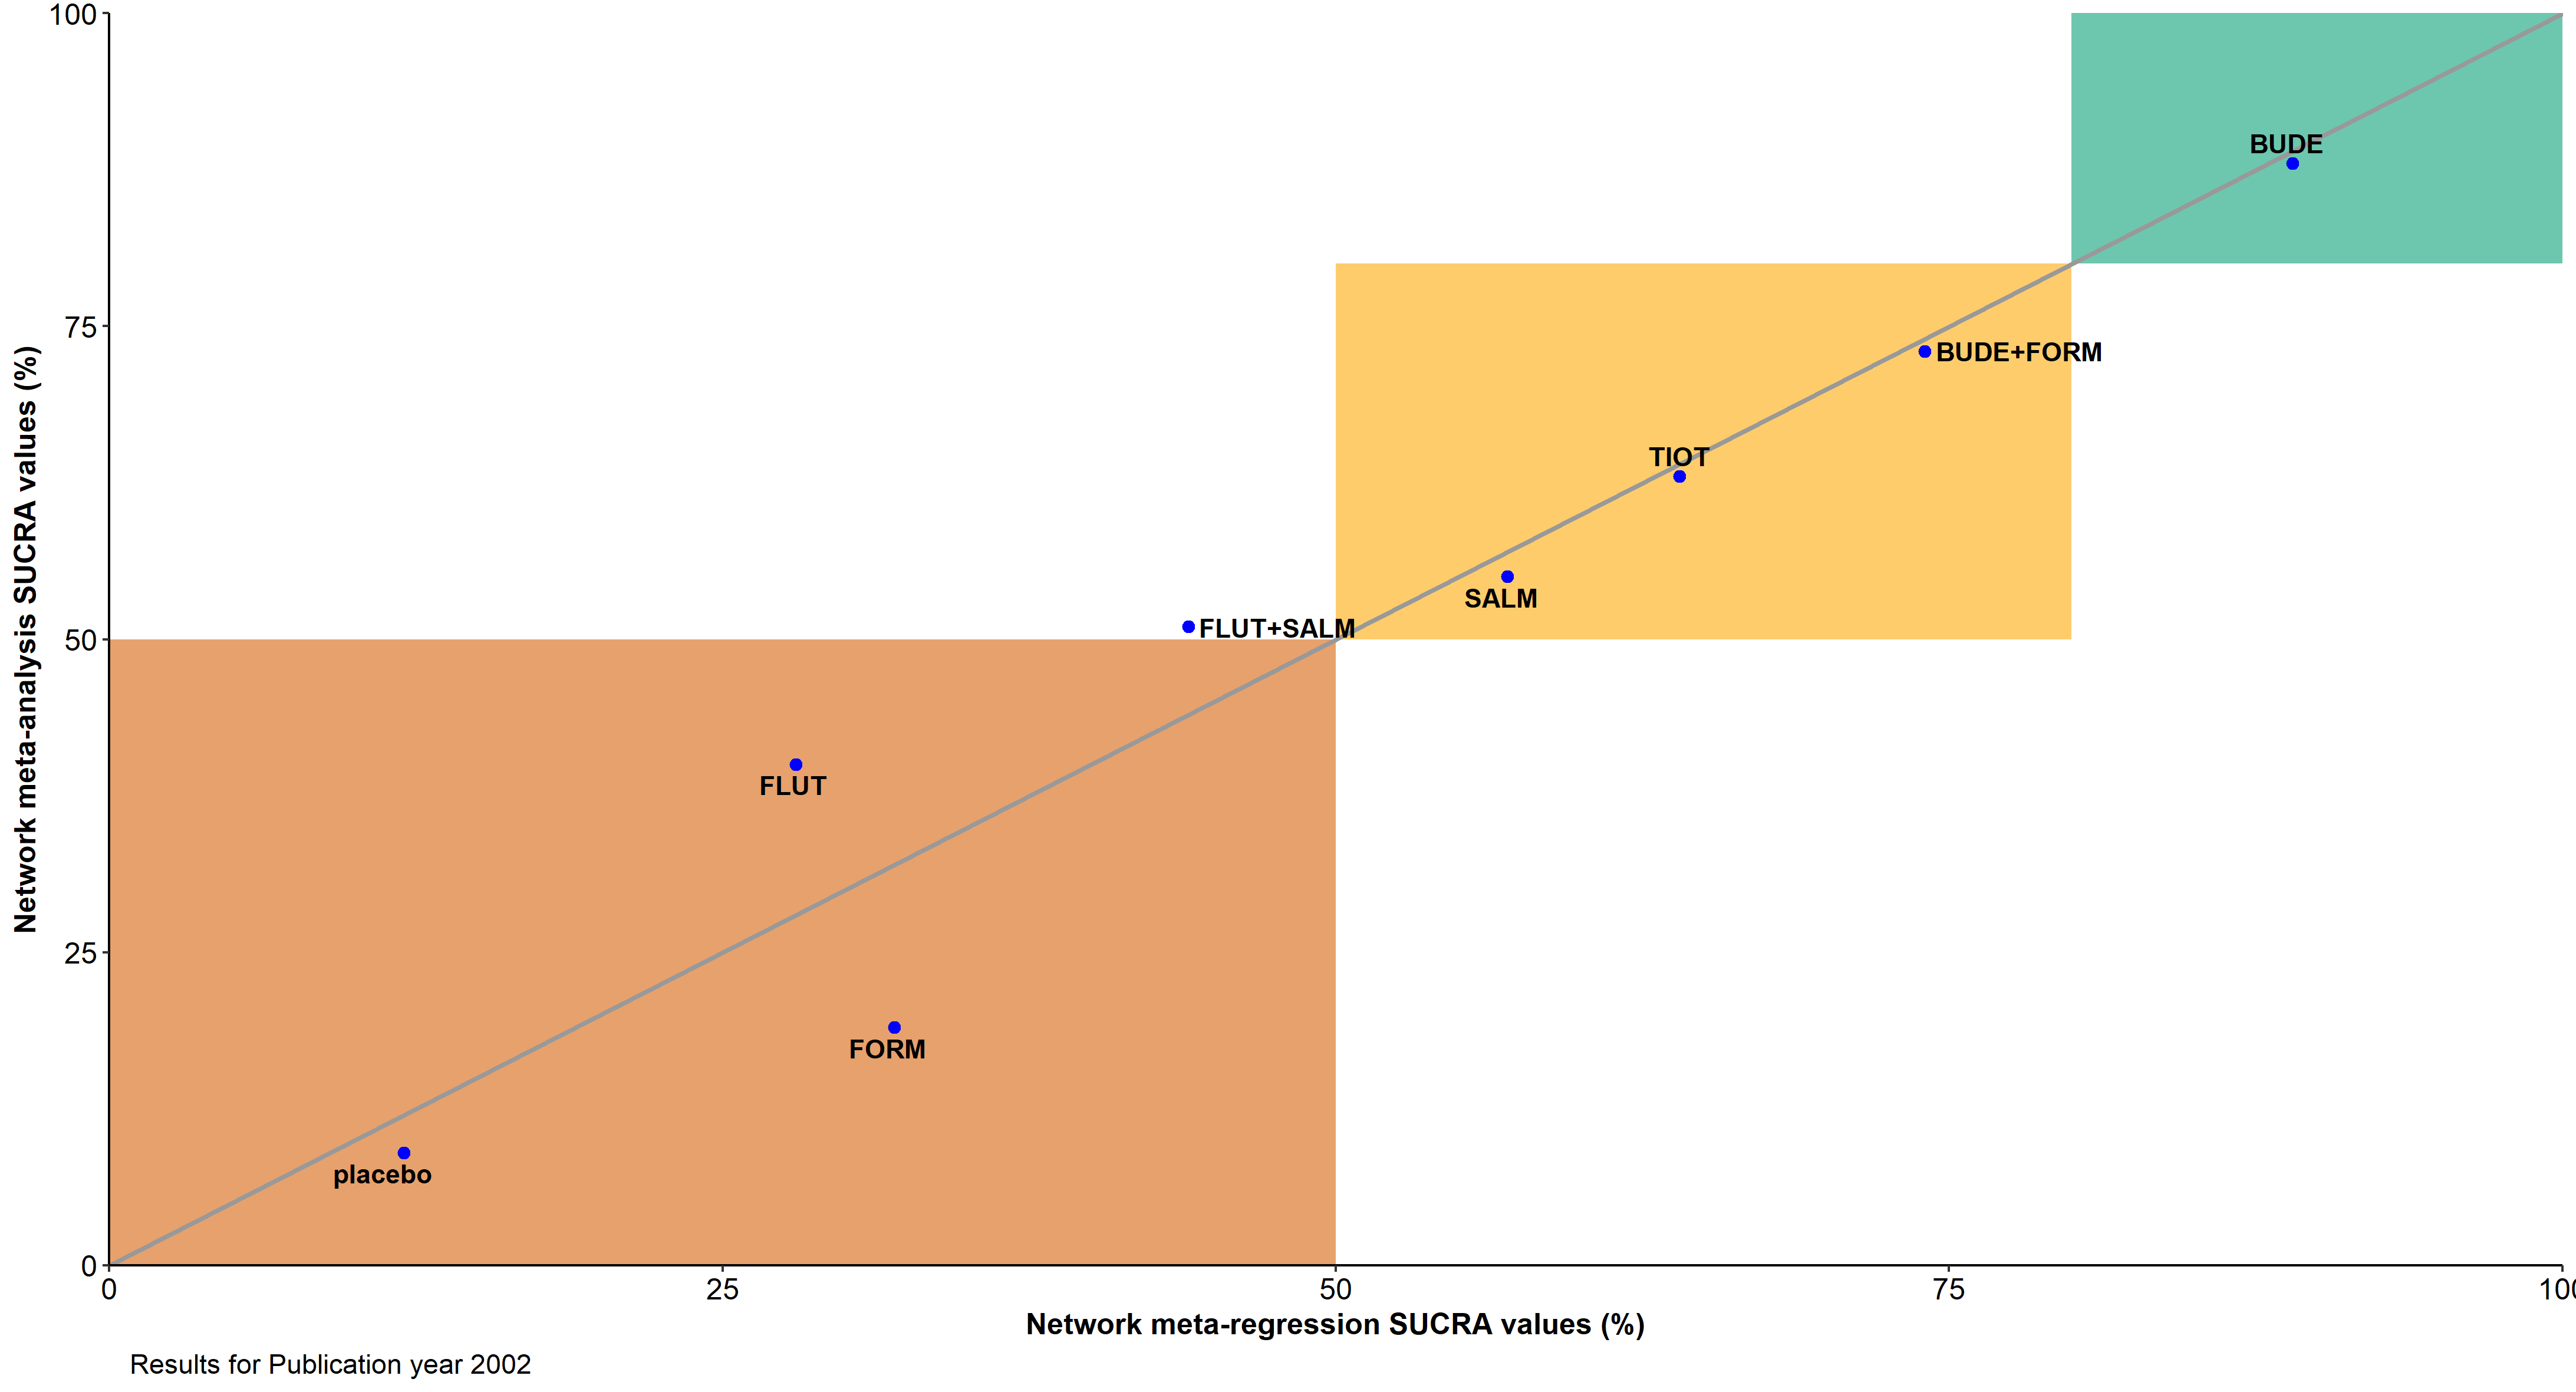 100
75
50
25
0
Network meta-analysis SUCRA values (%)
BUDE
BUDE+FORM
TIOT
SALM
FLUT+SALM
FLUT
FORM
placebo
0 25 50 75 100
Network meta-regression SUCRA values (%)
Results for Publication year 2002